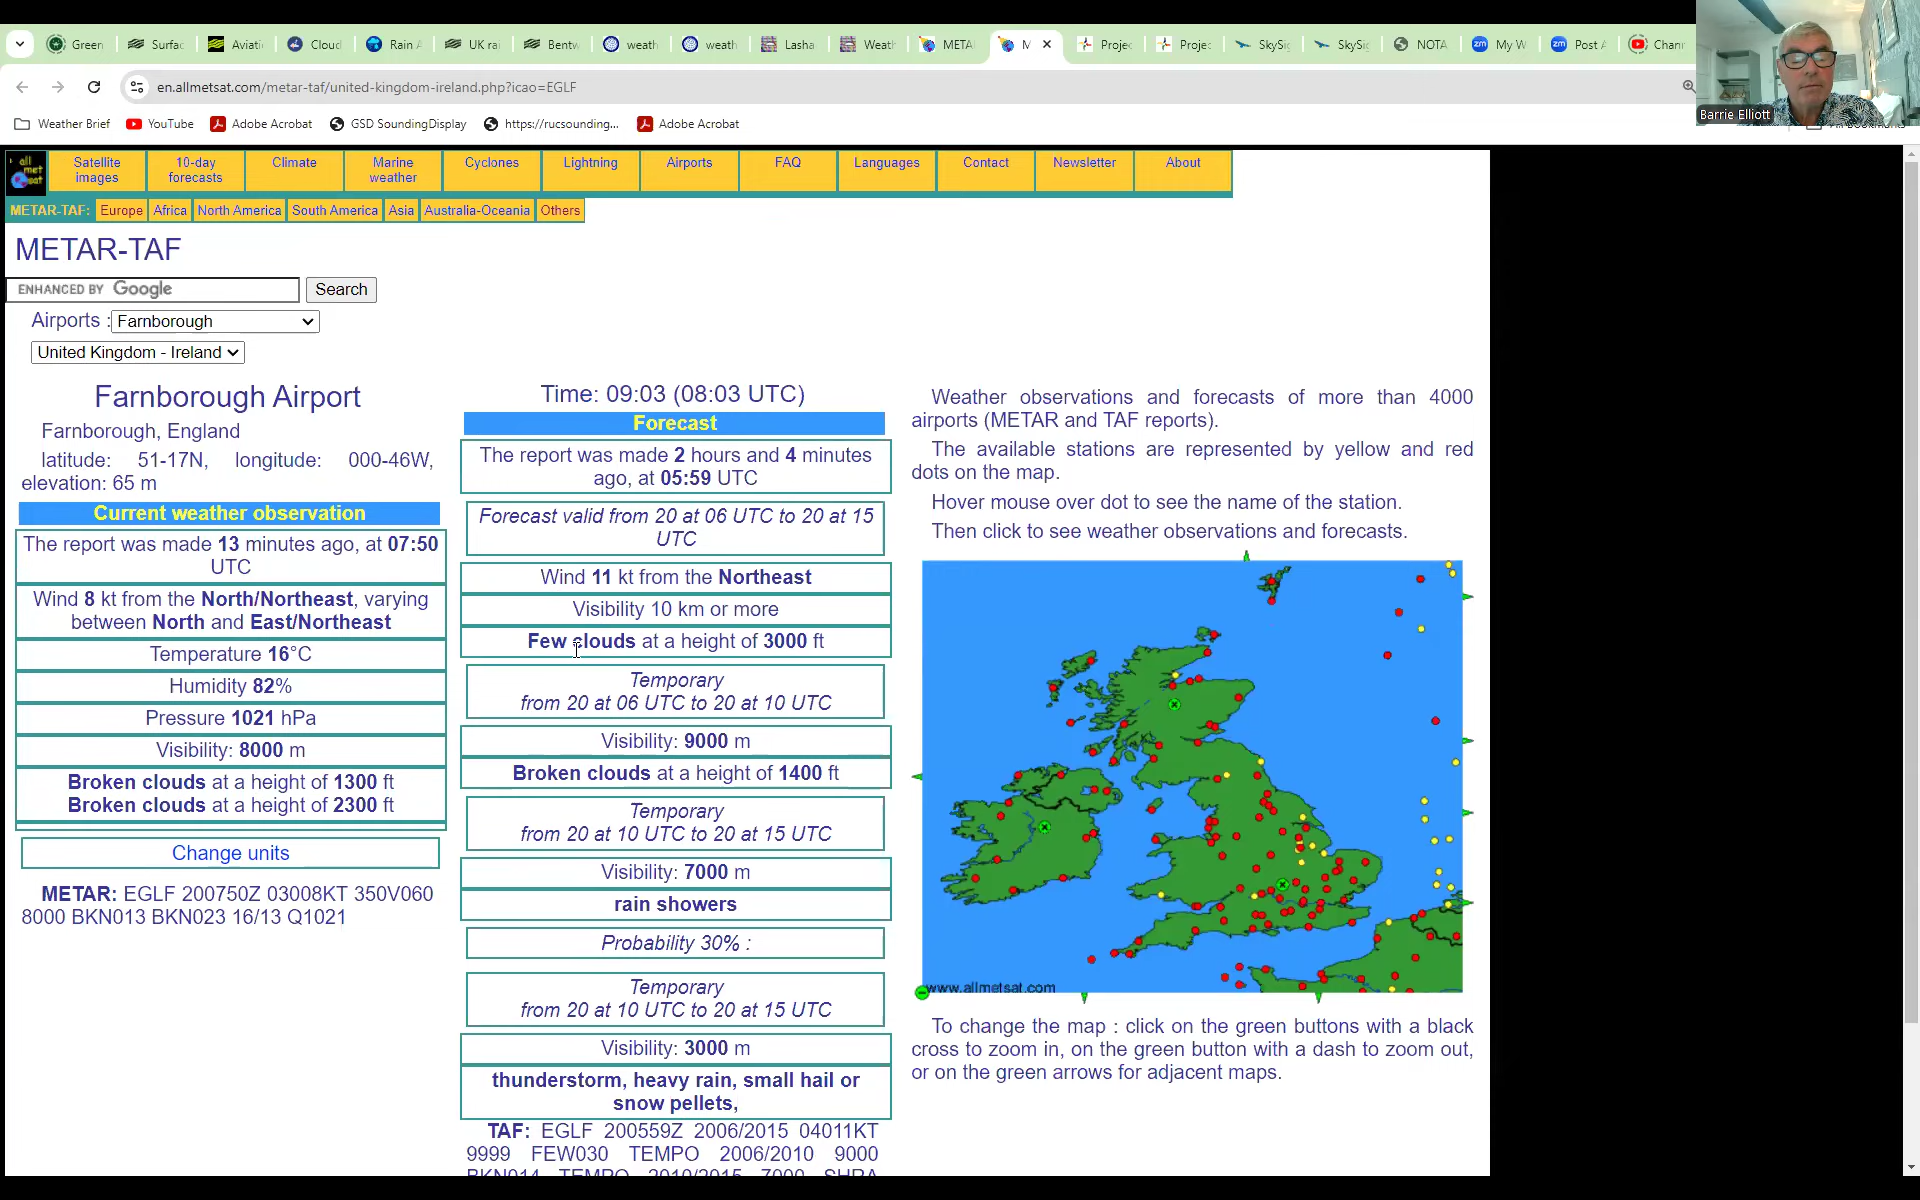 Green
Surfac
Aviati
Cloud
Rain A
UK rai
Bentw
weath
weath
Lasha
Weath
META
M
Projec
Projec
SkySig
SkySig
NOTA
My W
Post A
Chann
en.allmetsat.com/metar-taf/united-kingdom-ireland.php?icao=EGLF
Barrie Elliott
Weather Brief
YouTube
Adobe Acrobat
GSD SoundingDisplay
https://rucsounding...
Adobe Acrobat
all met sat
Satellite images
10-day forecasts
Climate
Marine weather
Cyclones
Lightning
Airports
FAQ
Languages
Contact
Newsletter
About
METAR-TAF: Europe Africa North America South America Asia Australia-Oceania Others
METAR-TAF
ENHANCED BY Google
Search
Airports : Farnborough
United Kingdom - Ireland
Farnborough Airport
Farnborough, England
latitude: 51-17N, longitude: 000-46W,
elevation: 65 m
Current weather observation
The report was made 13 minutes ago, at 07:50
UTC
Wind 8 kt from the North/Northeast, varying
between North and East/Northeast
Temperature 16°C
Humidity 82%
Pressure 1021 hPa
Visibility: 8000 m
Broken clouds at a height of 1300 ft
Broken clouds at a height of 2300 ft
Change units
METAR: EGLF 200750Z 03008KT 350V060
8000 BKN013 BKN023 16/13 Q1021
Time: 09:03 (08:03 UTC)
Forecast
The report was made 2 hours and 4 minutes
ago, at 05:59 UTC
Forecast valid from 20 at 06 UTC to 20 at 15
UTC
Wind 11 kt from the Northeast
Visibility 10 km or more
Few clouds at a height of 3000 ft
Temporary
from 20 at 06 UTC to 20 at 10 UTC
Visibility: 9000 m
Broken clouds at a height of 1400 ft
Temporary
from 20 at 10 UTC to 20 at 15 UTC
Visibility: 7000 m
rain showers
Probability 30% :
Temporary
from 20 at 10 UTC to 20 at 15 UTC
Visibility: 3000 m
thunderstorm, heavy rain, small hail or
snow pellets,
TAF: EGLF 200559Z 2006/2015 04011KT
9999 FEW030 TEMPO 2006/2010 9000
BKN014 TEMPO 2010/2015 7000 SHRA
Weather observations and forecasts of more than 4000
airports (METAR and TAF reports).
The available stations are represented by yellow and red
dots on the map.
Hover mouse over dot to see the name of the station.
Then click to see weather observations and forecasts.
www.allmetsat.com
To change the map : click on the green buttons with a black
cross to zoom in, on the green button with a dash to zoom out,
or on the green arrows for adjacent maps.